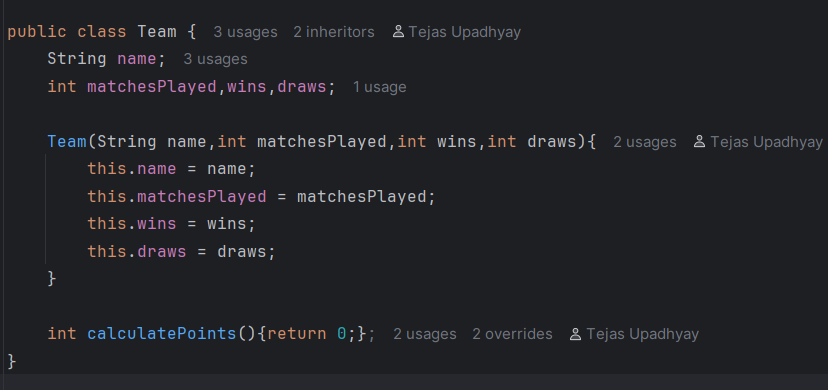 public class Team {  3 usages  2 inheritors  Tejas Upadhyay
    String name;  3 usages
    int matchesPlayed,wins,draws;  1 usage
    Team(String name,int matchesPlayed,int wins,int draws){  2 usages  Tejas Upadhyay
        this.name = name;
        this.matchesPlayed = matchesPlayed;
        this.wins = wins;
        this.draws = draws;
    }
    int calculatePoints(){return 0;};  2 usages  2 overrides  Tejas Upadhyay
}